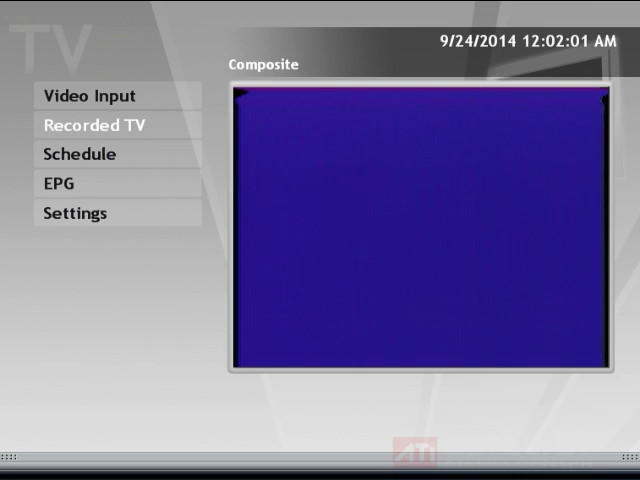 TV
9/24/2014 12:02:01 AM
Composite
Video Input
Recorded TV
Schedule
EPG
Settings
ATi